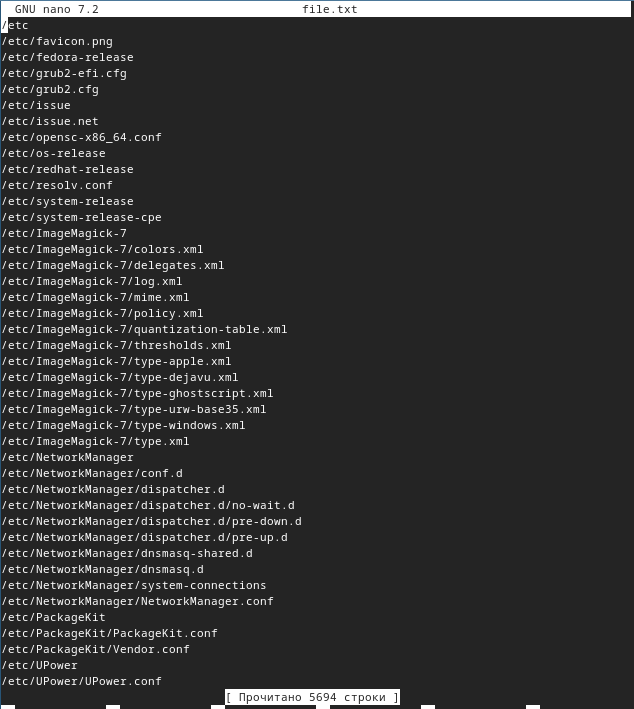 GNU nano 7.2 file.txt
/etc
/etc/favicon.png
/etc/fedora-release
/etc/grub2-efi.cfg
/etc/grub2.cfg
/etc/issue
/etc/issue.net
/etc/opensc-x86_64.conf
/etc/os-release
/etc/redhat-release
/etc/resolv.conf
/etc/system-release
/etc/system-release-cpe
/etc/ImageMagick-7
/etc/ImageMagick-7/colors.xml
/etc/ImageMagick-7/delegates.xml
/etc/ImageMagick-7/log.xml
/etc/ImageMagick-7/mime.xml
/etc/ImageMagick-7/policy.xml
/etc/ImageMagick-7/quantization-table.xml
/etc/ImageMagick-7/thresholds.xml
/etc/ImageMagick-7/type-apple.xml
/etc/ImageMagick-7/type-dejavu.xml
/etc/ImageMagick-7/type-ghostscript.xml
/etc/ImageMagick-7/type-urw-base35.xml
/etc/ImageMagick-7/type-windows.xml
/etc/ImageMagick-7/type.xml
/etc/NetworkManager
/etc/NetworkManager/conf.d
/etc/NetworkManager/dispatcher.d
/etc/NetworkManager/dispatcher.d/no-wait.d
/etc/NetworkManager/dispatcher.d/pre-down.d
/etc/NetworkManager/dispatcher.d/pre-up.d
/etc/NetworkManager/dnsmasq-shared.d
/etc/NetworkManager/dnsmasq.d
/etc/NetworkManager/system-connections
/etc/NetworkManager/NetworkManager.conf
/etc/PackageKit
/etc/PackageKit/PackageKit.conf
/etc/PackageKit/Vendor.conf
/etc/UPower
/etc/UPower/UPower.conf
[ Прочитано 5694 строки ]